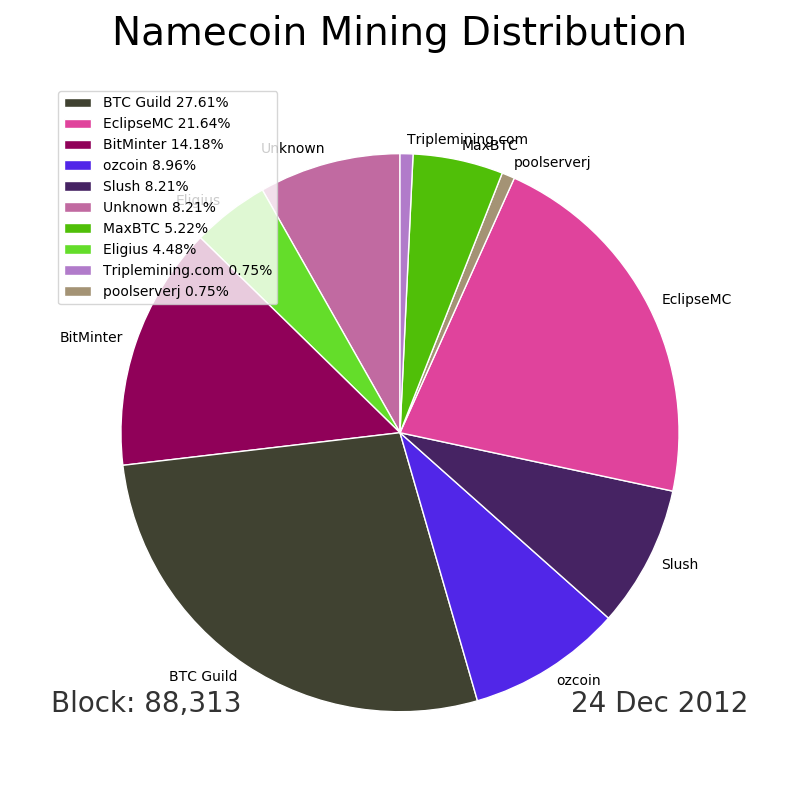 Namecoin Mining Distribution
BTC Guild 27.61%
EclipseMC 21.64%
BitMinter 14.18%
ozcoin 8.96%
Slush 8.21%
Unknown 8.21%
MaxBTC 5.22%
Eligius 4.48%
Triplemining.com 0.75%
poolserverj 0.75%
Triplemining.com
MaxBTC
poolserverj
Unknown
Eligius
EclipseMC
BitMinter
Slush
BTC Guild
ozcoin
Block: 88,313
24 Dec 2012